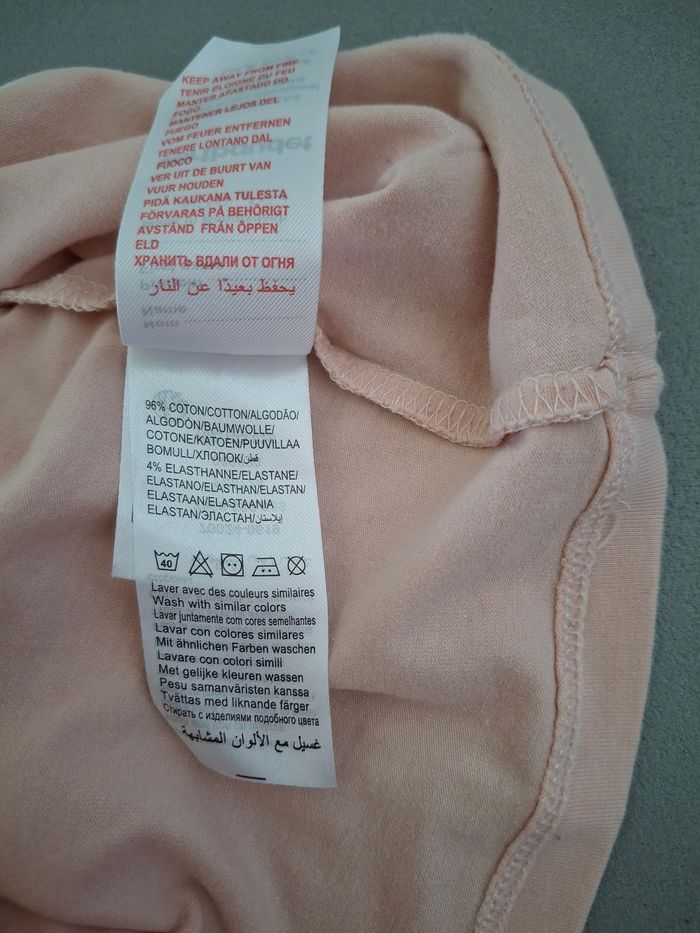 KEEP AWAY FROM FIRE
TENIR ÉLOIGNÉ DU FEU
MANTER AFASTADO DO
FOGO
MANTENER LEJOS DEL
FUEGO
VOM FEUER ENTFERNEN
TENERE LONTANO DAL
FUOCO
VER UIT DE BUURT VAN
VUUR HOUDEN
PIDÄ KAUKANA TULESTA
FÖRVARAS PÅ BEHÖRIGT
AVSTÅND FRÅN ÖPPEN
ELD
ХРАНИТЬ ВДАЛИ ОТ ОГНЯ
يحفظ بعيدًا عن النار
Name
Nom
96% COTON/COTTON/ALGODÃO/
ALGODÓN/BAUMWOLLE/
COTONE/KATOEN/PUUVILLAA
BOMULL/ХЛОПОК/قطن
4% ELASTHANNE/ELASTANE/
ELASTANO/ELASTHAN/ELASTAN/
ELASTAAN/ELASTAANIA
ELASTAN/ЭЛАСТАН/إيلاستان
70024-0619
40
Laver avec des couleurs similaires
Wash with similar colors
Lavar juntamente com cores semelhantes
Lavar con colores similares
Mit ähnlichen Farben waschen
Lavare con colori simili
Met gelijke kleuren wassen
Pesu samanväristen kanssa
Tvättas med liknande färger
Стирать с изделиями подобного цвета
غسيل مع الألوان المشابهة